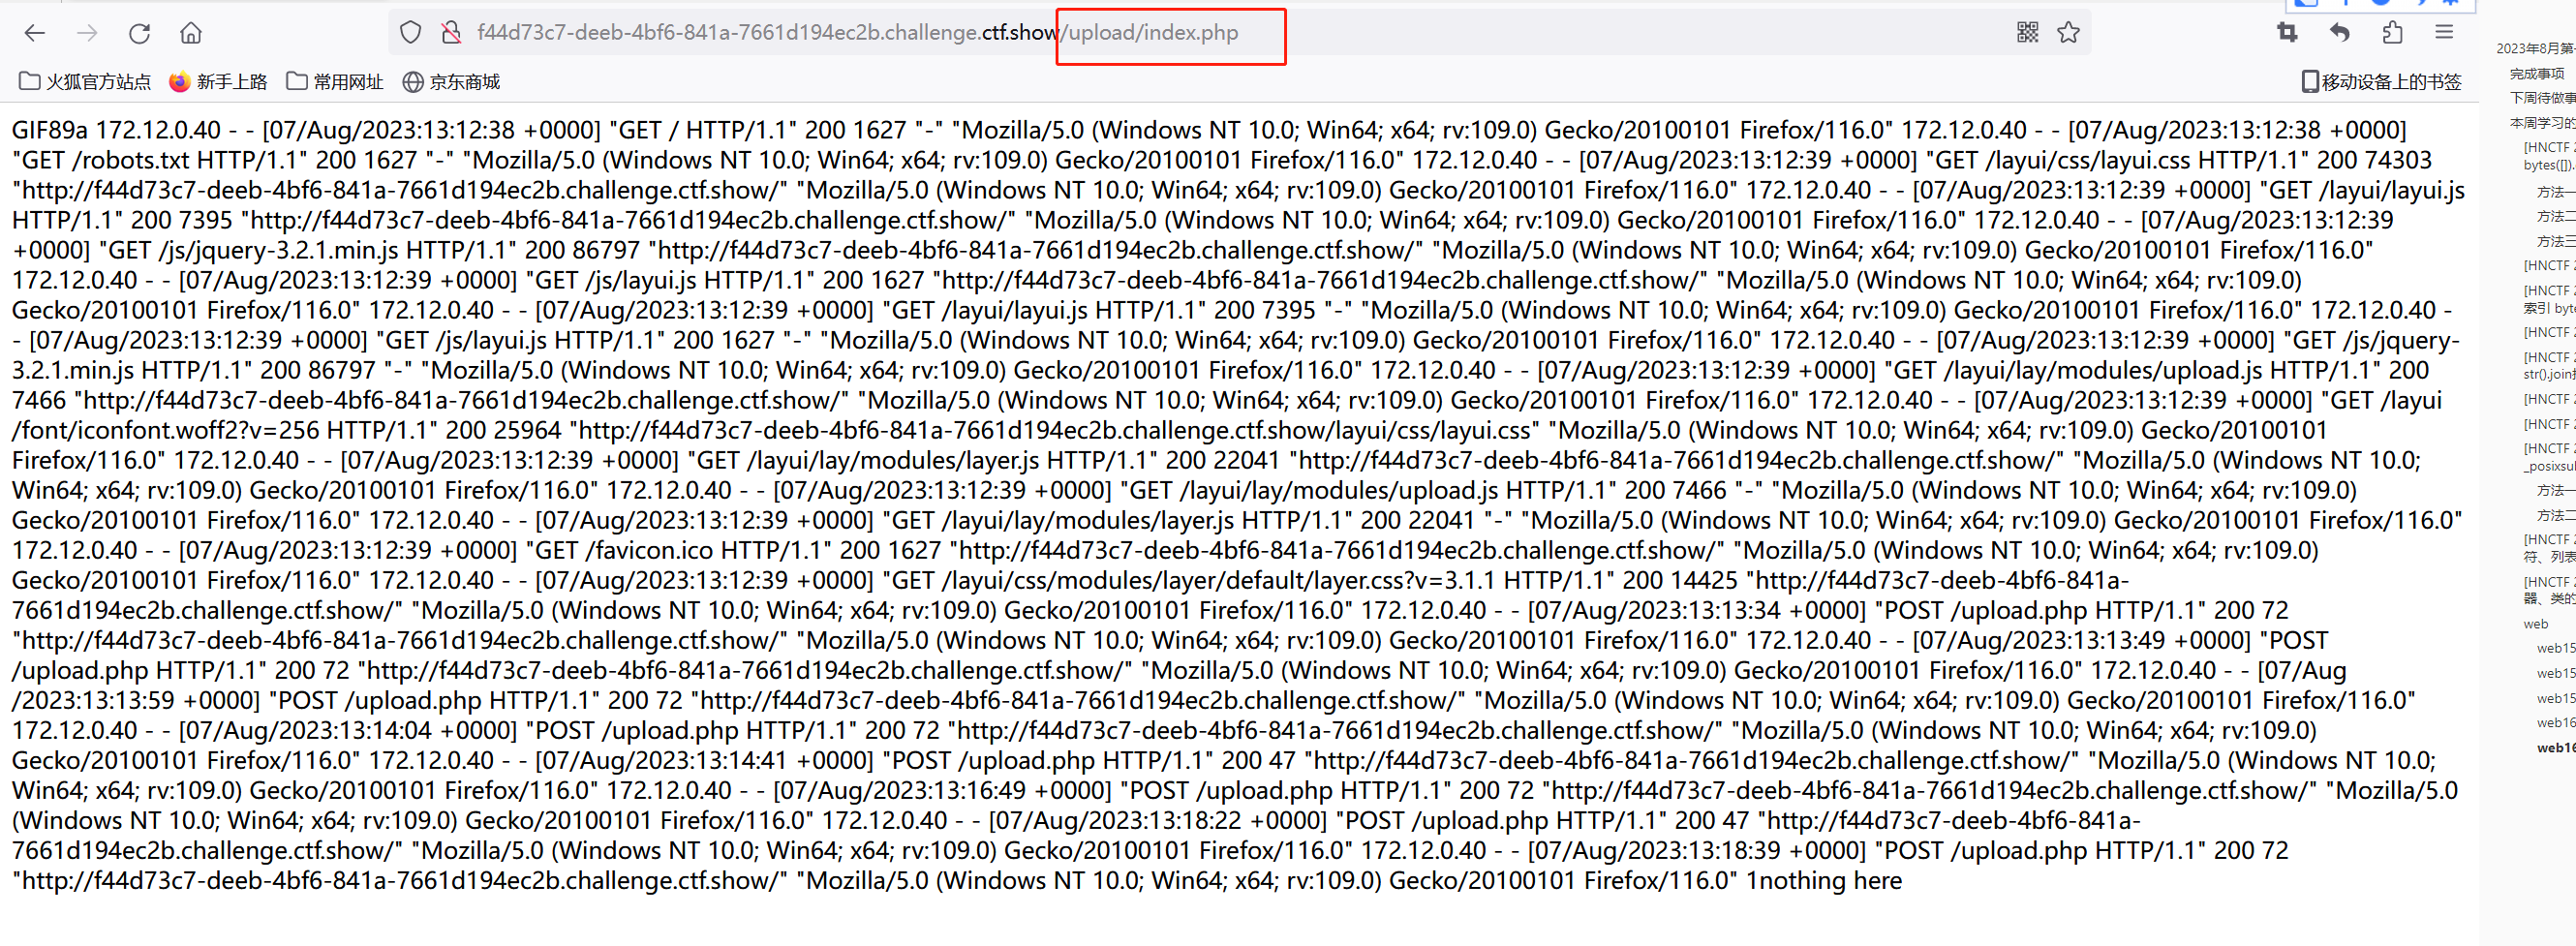 f44d73c7-deeb-4bf6-841a-7661d194ec2b.challenge.ctf.show/upload/index.php
火狐官方站点 新手上路 常用网址 京东商城 移动设备上的书签
GIF89a 172.12.0.40 - - [07/Aug/2023:13:12:38 +0000] "GET / HTTP/1.1" 200 1627 "-" "Mozilla/5.0 (Windows NT 10.0; Win64; x64; rv:109.0) Gecko/20100101 Firefox/116.0" 172.12.0.40 - - [07/Aug/2023:13:12:38 +0000]
"GET /robots.txt HTTP/1.1" 200 1627 "-" "Mozilla/5.0 (Windows NT 10.0; Win64; x64; rv:109.0) Gecko/20100101 Firefox/116.0" 172.12.0.40 - - [07/Aug/2023:13:12:39 +0000] "GET /layui/css/layui.css HTTP/1.1" 200 74303
"http://f44d73c7-deeb-4bf6-841a-7661d194ec2b.challenge.ctf.show/" "Mozilla/5.0 (Windows NT 10.0; Win64; x64; rv:109.0) Gecko/20100101 Firefox/116.0" 172.12.0.40 - - [07/Aug/2023:13:12:39 +0000] "GET /layui/layui.js
HTTP/1.1" 200 7395 "http://f44d73c7-deeb-4bf6-841a-7661d194ec2b.challenge.ctf.show/" "Mozilla/5.0 (Windows NT 10.0; Win64; x64; rv:109.0) Gecko/20100101 Firefox/116.0" 172.12.0.40 - - [07/Aug/2023:13:12:39
+0000] "GET /js/jquery-3.2.1.min.js HTTP/1.1" 200 86797 "http://f44d73c7-deeb-4bf6-841a-7661d194ec2b.challenge.ctf.show/" "Mozilla/5.0 (Windows NT 10.0; Win64; x64; rv:109.0) Gecko/20100101 Firefox/116.0"
172.12.0.40 - - [07/Aug/2023:13:12:39 +0000] "GET /js/layui.js HTTP/1.1" 200 1627 "http://f44d73c7-deeb-4bf6-841a-7661d194ec2b.challenge.ctf.show/" "Mozilla/5.0 (Windows NT 10.0; Win64; x64; rv:109.0)
Gecko/20100101 Firefox/116.0" 172.12.0.40 - - [07/Aug/2023:13:12:39 +0000] "GET /layui/layui.js HTTP/1.1" 200 7395 "-" "Mozilla/5.0 (Windows NT 10.0; Win64; x64; rv:109.0) Gecko/20100101 Firefox/116.0" 172.12.0.40 -
- [07/Aug/2023:13:12:39 +0000] "GET /js/layui.js HTTP/1.1" 200 1627 "-" "Mozilla/5.0 (Windows NT 10.0; Win64; x64; rv:109.0) Gecko/20100101 Firefox/116.0" 172.12.0.40 - - [07/Aug/2023:13:12:39 +0000] "GET /js/jquery-
3.2.1.min.js HTTP/1.1" 200 86797 "-" "Mozilla/5.0 (Windows NT 10.0; Win64; x64; rv:109.0) Gecko/20100101 Firefox/116.0" 172.12.0.40 - - [07/Aug/2023:13:12:39 +0000] "GET /layui/lay/modules/upload.js HTTP/1.1" 200
7466 "http://f44d73c7-deeb-4bf6-841a-7661d194ec2b.challenge.ctf.show/" "Mozilla/5.0 (Windows NT 10.0; Win64; x64; rv:109.0) Gecko/20100101 Firefox/116.0" 172.12.0.40 - - [07/Aug/2023:13:12:39 +0000] "GET /layui
/font/iconfont.woff2?v=256 HTTP/1.1" 200 25964 "http://f44d73c7-deeb-4bf6-841a-7661d194ec2b.challenge.ctf.show/layui/css/layui.css" "Mozilla/5.0 (Windows NT 10.0; Win64; x64; rv:109.0) Gecko/20100101
Firefox/116.0" 172.12.0.40 - - [07/Aug/2023:13:12:39 +0000] "GET /layui/lay/modules/layer.js HTTP/1.1" 200 22041 "http://f44d73c7-deeb-4bf6-841a-7661d194ec2b.challenge.ctf.show/" "Mozilla/5.0 (Windows NT 10.0;
Win64; x64; rv:109.0) Gecko/20100101 Firefox/116.0" 172.12.0.40 - - [07/Aug/2023:13:12:39 +0000] "GET /layui/lay/modules/upload.js HTTP/1.1" 200 7466 "-" "Mozilla/5.0 (Windows NT 10.0; Win64; x64; rv:109.0)
Gecko/20100101 Firefox/116.0" 172.12.0.40 - - [07/Aug/2023:13:12:39 +0000] "GET /layui/lay/modules/layer.js HTTP/1.1" 200 22041 "-" "Mozilla/5.0 (Windows NT 10.0; Win64; x64; rv:109.0) Gecko/20100101 Firefox/116.0"
172.12.0.40 - - [07/Aug/2023:13:12:39 +0000] "GET /favicon.ico HTTP/1.1" 200 1627 "http://f44d73c7-deeb-4bf6-841a-7661d194ec2b.challenge.ctf.show/" "Mozilla/5.0 (Windows NT 10.0; Win64; x64; rv:109.0)
Gecko/20100101 Firefox/116.0" 172.12.0.40 - - [07/Aug/2023:13:12:39 +0000] "GET /layui/css/modules/layer/default/layer.css?v=3.1.1 HTTP/1.1" 200 14425 "http://f44d73c7-deeb-4bf6-841a-
7661d194ec2b.challenge.ctf.show/" "Mozilla/5.0 (Windows NT 10.0; Win64; x64; rv:109.0) Gecko/20100101 Firefox/116.0" 172.12.0.40 - - [07/Aug/2023:13:13:34 +0000] "POST /upload.php HTTP/1.1" 200 72
"http://f44d73c7-deeb-4bf6-841a-7661d194ec2b.challenge.ctf.show/" "Mozilla/5.0 (Windows NT 10.0; Win64; x64; rv:109.0) Gecko/20100101 Firefox/116.0" 172.12.0.40 - - [07/Aug/2023:13:13:49 +0000] "POST
/upload.php HTTP/1.1" 200 72 "http://f44d73c7-deeb-4bf6-841a-7661d194ec2b.challenge.ctf.show/" "Mozilla/5.0 (Windows NT 10.0; Win64; x64; rv:109.0) Gecko/20100101 Firefox/116.0" 172.12.0.40 - - [07/Aug
/2023:13:13:59 +0000] "POST /upload.php HTTP/1.1" 200 72 "http://f44d73c7-deeb-4bf6-841a-7661d194ec2b.challenge.ctf.show/" "Mozilla/5.0 (Windows NT 10.0; Win64; x64; rv:109.0) Gecko/20100101 Firefox/116.0"
172.12.0.40 - - [07/Aug/2023:13:14:04 +0000] "POST /upload.php HTTP/1.1" 200 72 "http://f44d73c7-deeb-4bf6-841a-7661d194ec2b.challenge.ctf.show/" "Mozilla/5.0 (Windows NT 10.0; Win64; x64; rv:109.0)
Gecko/20100101 Firefox/116.0" 172.12.0.40 - - [07/Aug/2023:13:14:41 +0000] "POST /upload.php HTTP/1.1" 200 47 "http://f44d73c7-deeb-4bf6-841a-7661d194ec2b.challenge.ctf.show/" "Mozilla/5.0 (Windows NT 10.0;
Win64; x64; rv:109.0) Gecko/20100101 Firefox/116.0" 172.12.0.40 - - [07/Aug/2023:13:16:49 +0000] "POST /upload.php HTTP/1.1" 200 72 "http://f44d73c7-deeb-4bf6-841a-7661d194ec2b.challenge.ctf.show/" "Mozilla/5.0
(Windows NT 10.0; Win64; x64; rv:109.0) Gecko/20100101 Firefox/116.0" 172.12.0.40 - - [07/Aug/2023:13:18:22 +0000] "POST /upload.php HTTP/1.1" 200 47 "http://f44d73c7-deeb-4bf6-841a-
7661d194ec2b.challenge.ctf.show/" "Mozilla/5.0 (Windows NT 10.0; Win64; x64; rv:109.0) Gecko/20100101 Firefox/116.0" 172.12.0.40 - - [07/Aug/2023:13:18:39 +0000] "POST /upload.php HTTP/1.1" 200 72
"http://f44d73c7-deeb-4bf6-841a-7661d194ec2b.challenge.ctf.show/" "Mozilla/5.0 (Windows NT 10.0; Win64; x64; rv:109.0) Gecko/20100101 Firefox/116.0" 1nothing here
2023年8月第
完成事项
下周待做事
本周学习的
[HNCTF
bytes([]).
方法一
方法二
方法三
[HNCTF
[HNCTF
索引 byte
[HNCTF
[HNCTF
str().join
[HNCTF
[HNCTF
[HNCTF
_posixsu
方法一
方法二
[HNCTF
符、列表
[HNCTF
器、类的
web
web15
web15
web15
web16
web16